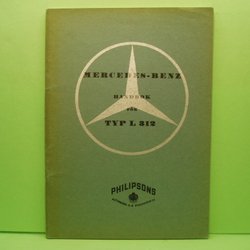 MERCEDES-BENZ
HANDBOK
FÖR
TYP L 312
PHILIPSONS